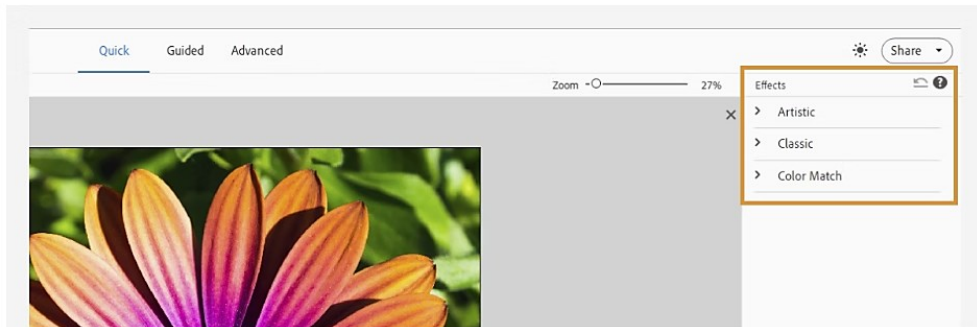 Quick Guided Advanced Share
Zoom 27% Effects
Artistic
Classic
Color Match